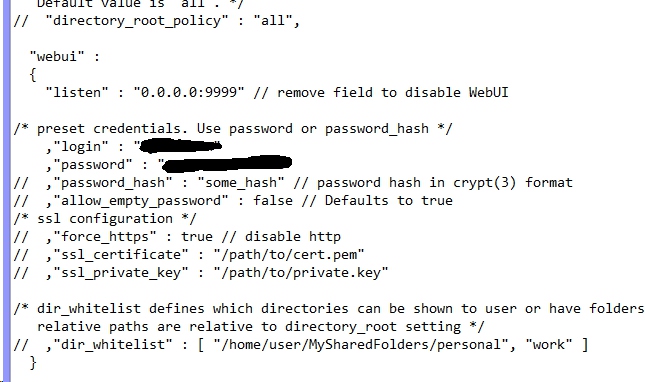 Default value is "all". */
//  "directory_root_policy" : "all",
"webui" :
{
"listen" : "0.0.0.0:9999" // remove field to disable WebUI
/* preset credentials. Use password or password_hash */
,"login" : "
,"password" : "
//  ,"password_hash" : "some_hash" // password hash in crypt(3) format
//  ,"allow_empty_password" : false // Defaults to true
/* ssl configuration */
//  ,"force_https" : true // disable http
//  ,"ssl_certificate" : "/path/to/cert.pem"
//  ,"ssl_private_key" : "/path/to/private.key"
/* dir_whitelist defines which directories can be shown to user or have folders
relative paths are relative to directory_root setting */
//  ,"dir_whitelist" : [ "/home/user/MySharedFolders/personal", "work" ]
}